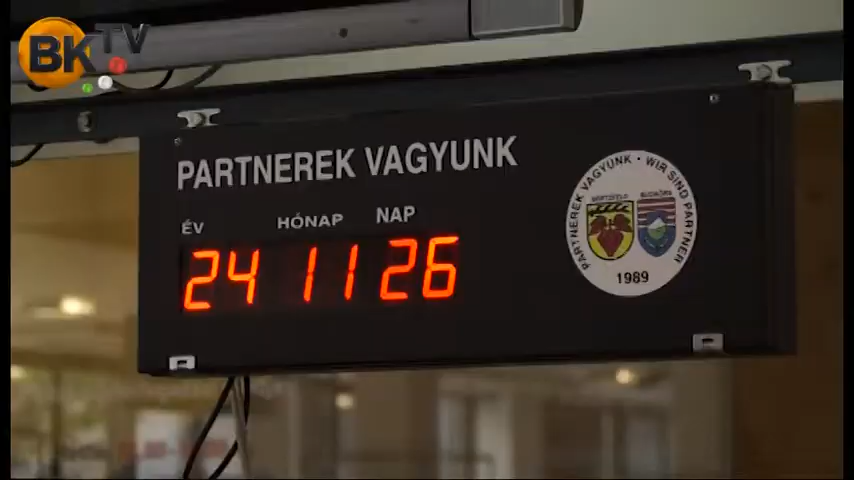 BKTV
PARTNEREK VAGYUNK
ÉV HÓNAP NAP
24 11 26
PARTNEREK VAGYUNK · WIR SIND PARTNER
1989